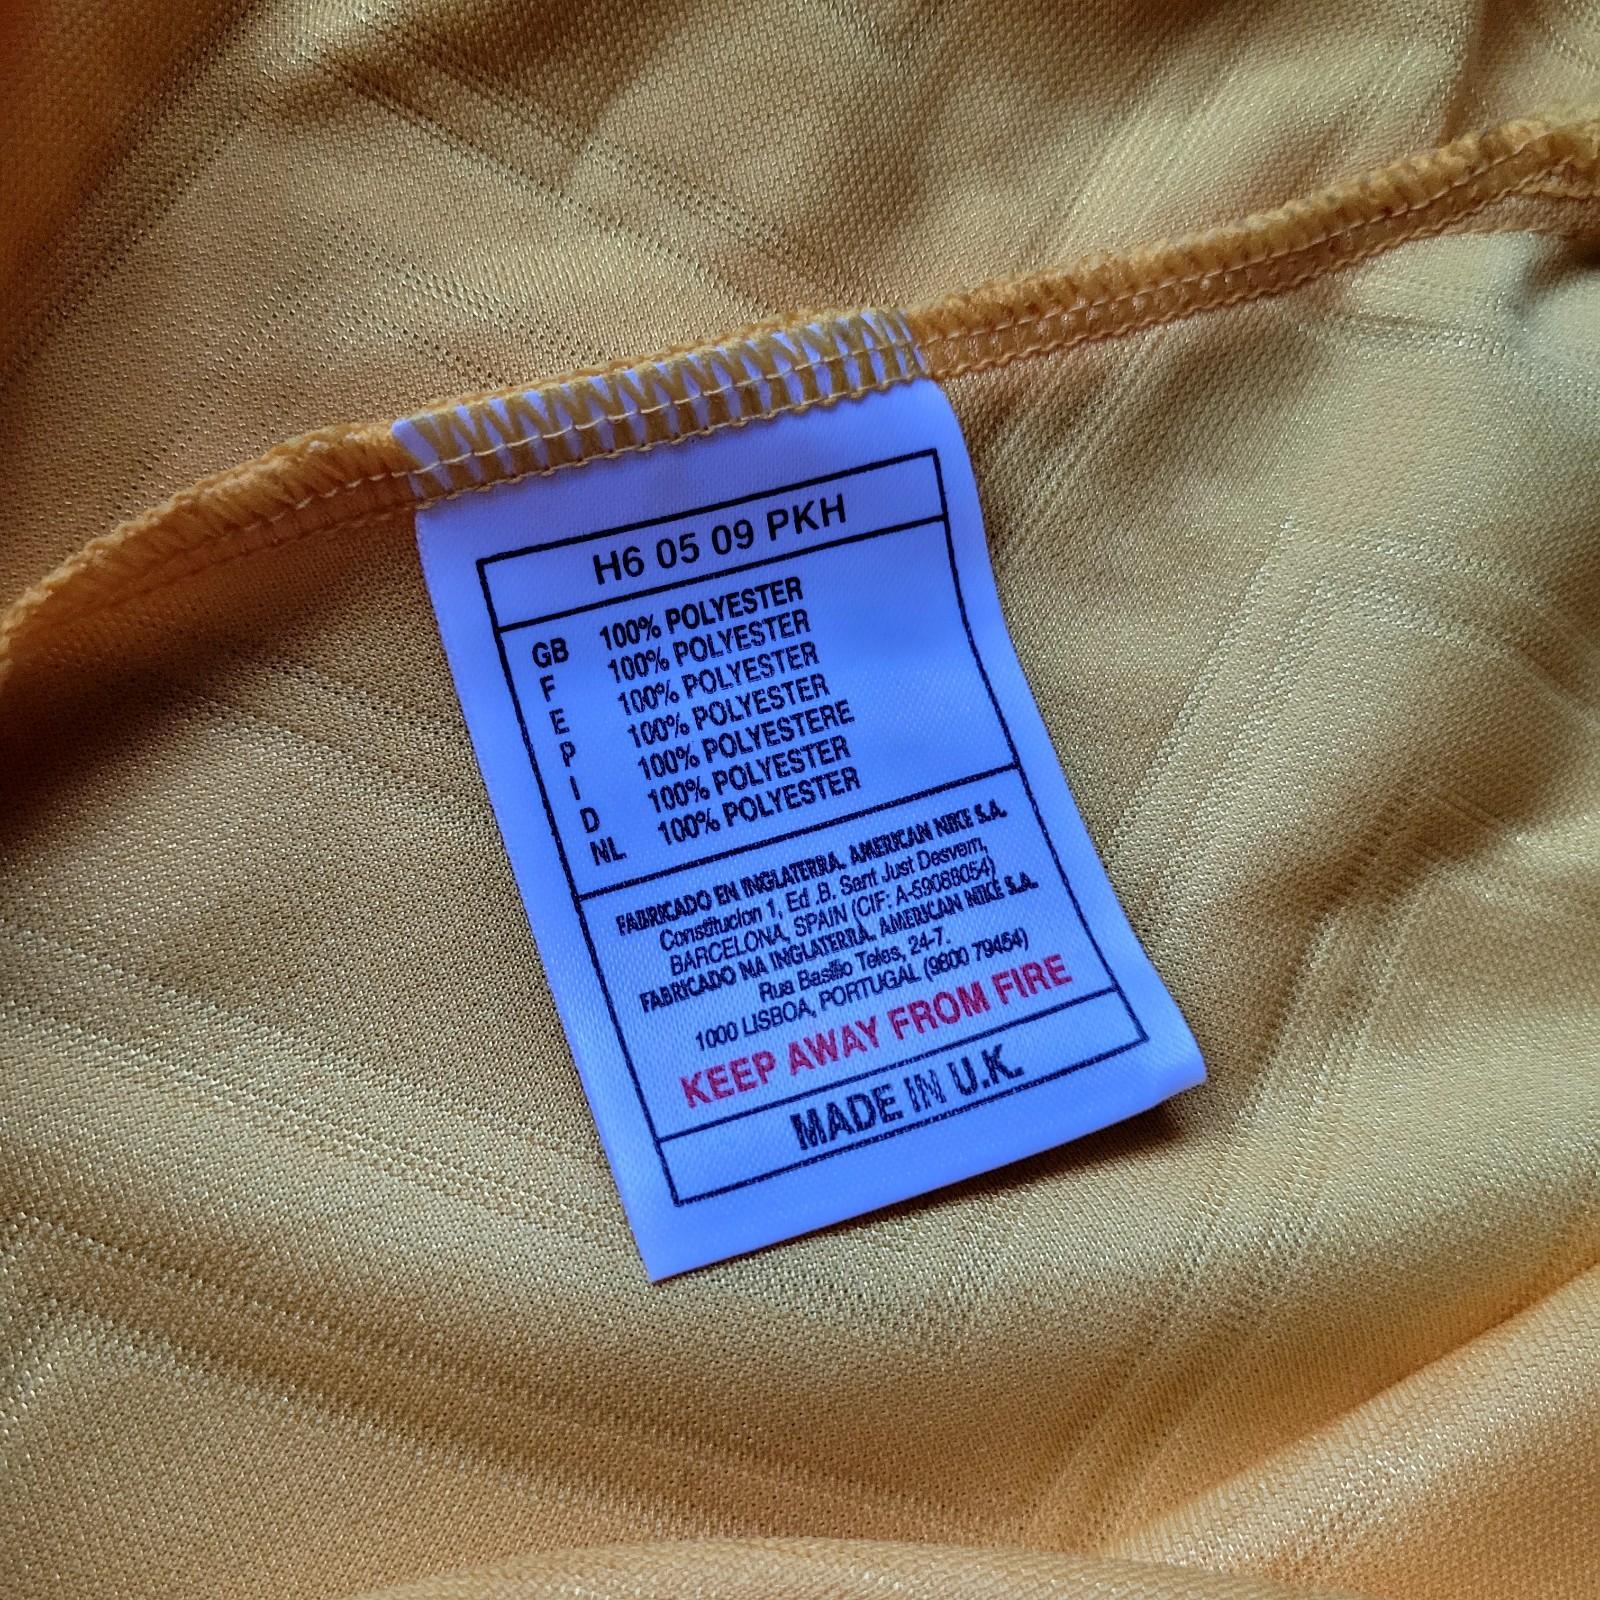 H6 05 09 PKH
GB 100% POLYESTER
F 100% POLYESTER
E 100% POLYESTER
P 100% POLYESTER
I 100% POLYESTERE
D 100% POLYESTER
NL 100% POLYESTER
FABRICADO EN INGLATERRA. AMERICAN NIKE S.A.
Constitucion 1, Ed .B. Sant Just Desvern,
BARCELONA, SPAIN (CIF: A-59088054)
FABRICADO NA INGLATERRA. AMERICAN NIKE S.A.
Rua Basilio Teles, 24-7.
1000 LISBOA, PORTUGAL (9800 79454)
KEEP AWAY FROM FIRE
MADE IN U.K.